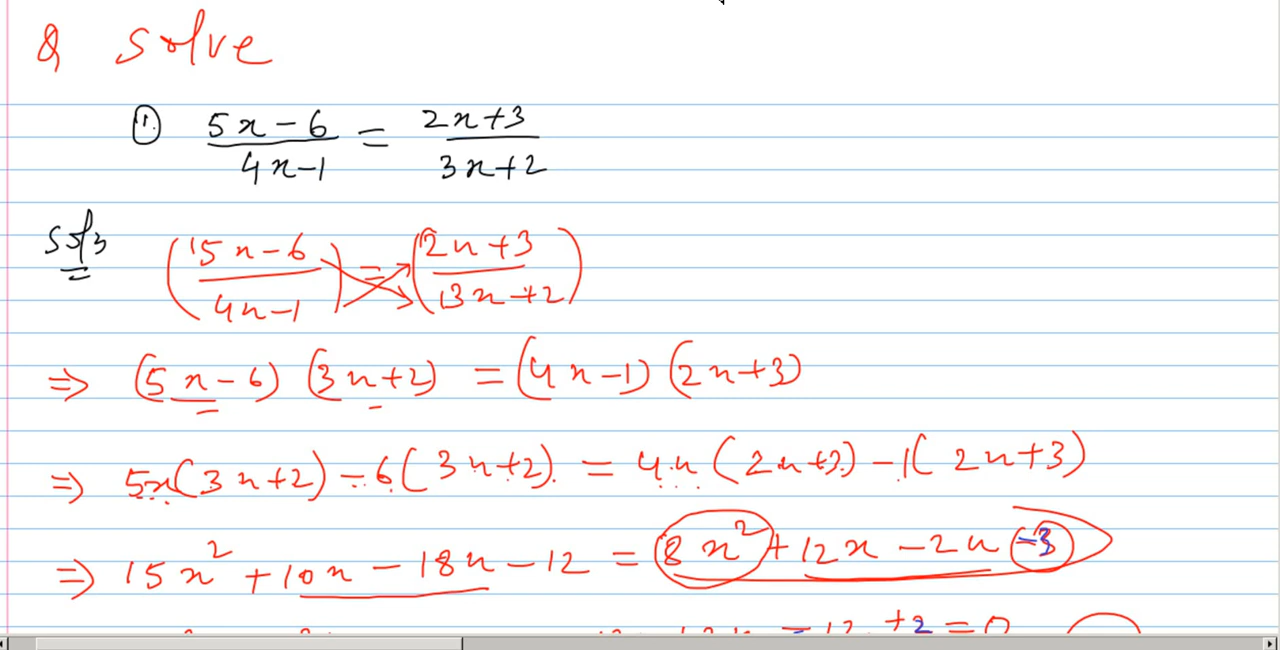 Q Solve
(1). (5x-6)/(4x-1) = (2x+3)/(3x+2)
Sol:
((5x-6)/(4x-1)) = ((2x+3)/(3x+2))
⇒ (5x-6) (3x+2) = (4x-1) (2x+3)
⇒ 5x(3x+2) - 6(3x+2) = 4x(2x+3) - 1(2x+3)
⇒ 15x² + 10x - 18x - 12 = 8x² + 12x - 2x - 3
= 0